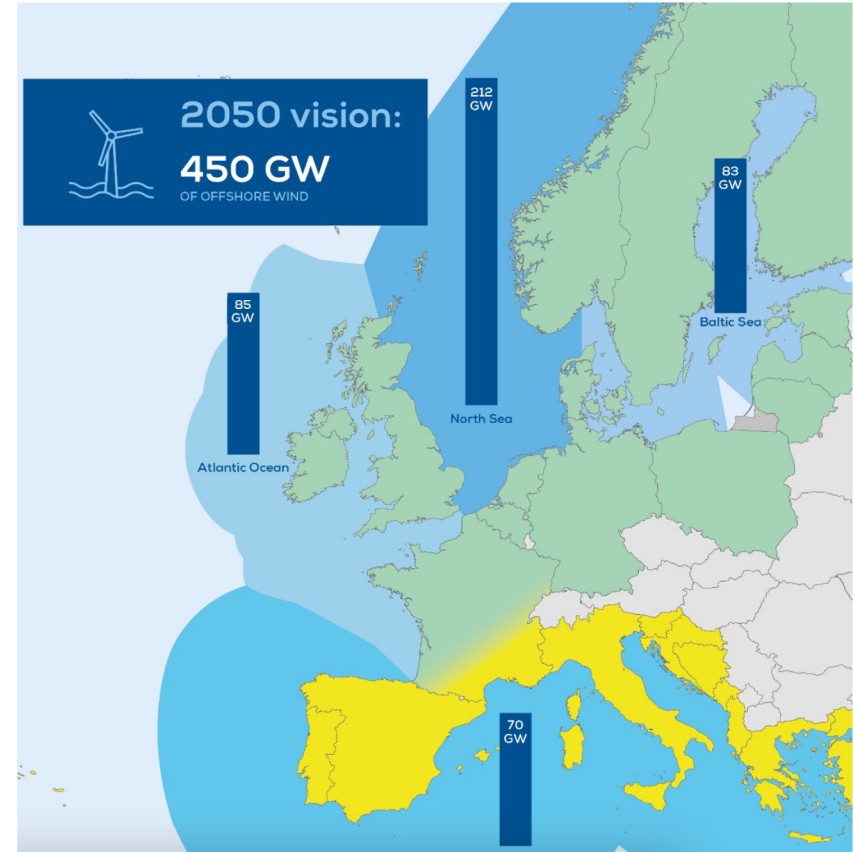 2050 vision:
450 GW
OF OFFSHORE WIND
212
GW
83
GW
Baltic Sea
85
GW
North Sea
Atlantic Ocean
70
GW